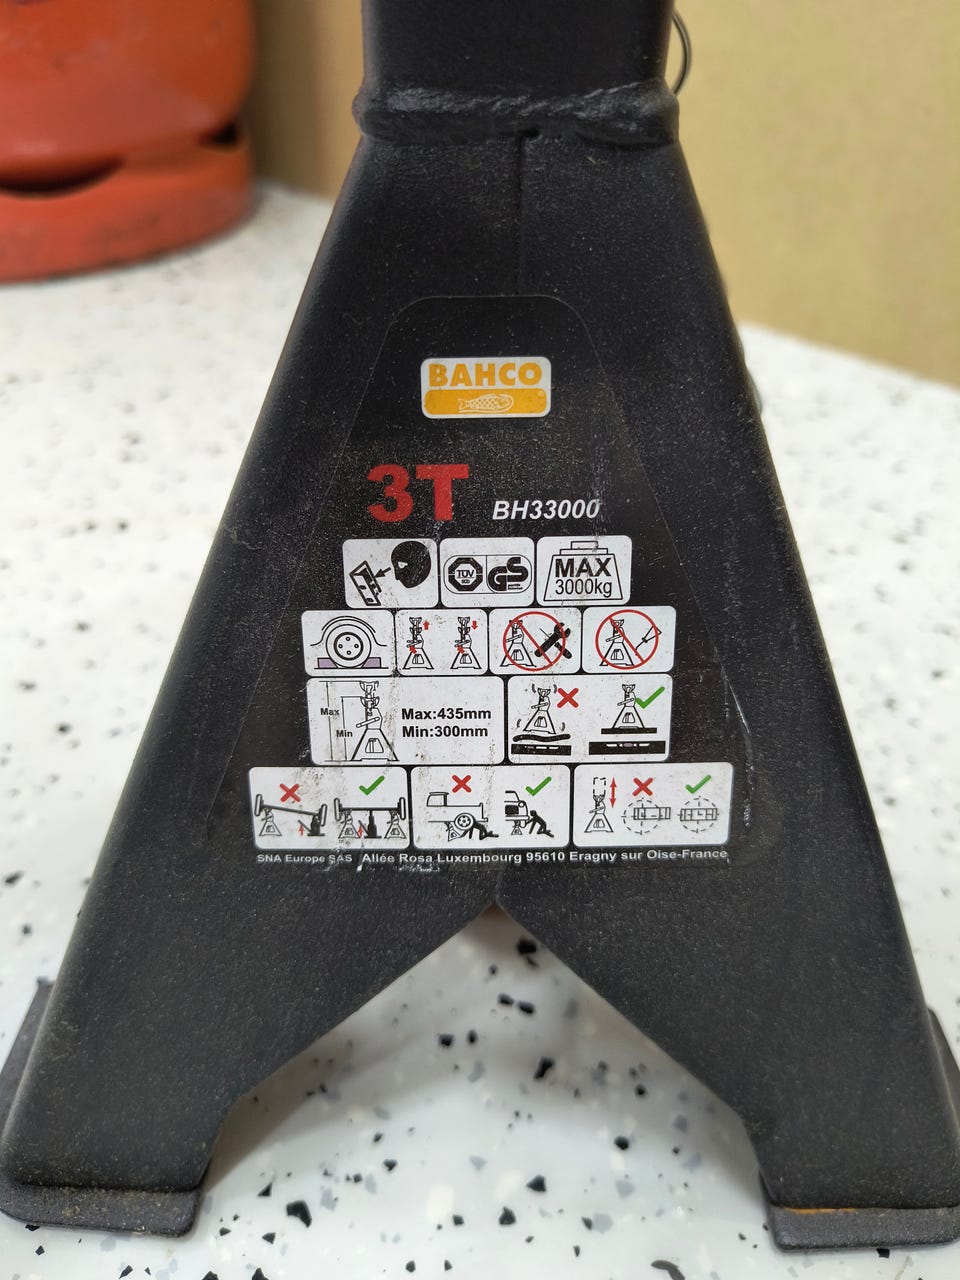 BAHCO
3T BH33000
TÜV GS
MAX
3000kg
Max
Max:435mm
Min:300mm
Min
SNA Europe SAS Allée Rosa Luxembourg 95610 Eragny sur Oise-France